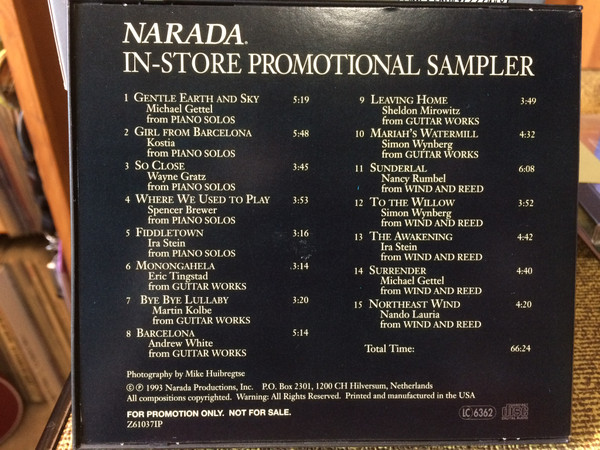 NARADA®
IN-STORE PROMOTIONAL SAMPLER
1 GENTLE EARTH AND SKY 5:19
Michael Gettel
from PIANO SOLOS
2 GIRL FROM BARCELONA 5:48
Kostia
from PIANO SOLOS
3 SO CLOSE 3:45
Wayne Gratz
from PIANO SOLOS
4 WHERE WE USED TO PLAY 3:53
Spencer Brewer
from PIANO SOLOS
5 FIDDLETOWN 3:16
Ira Stein
from PIANO SOLOS
6 MONONGAHELA 3:14
Eric Tingstad
from GUITAR WORKS
7 BYE BYE LULLABY 3:20
Martin Kolbe
from GUITAR WORKS
8 BARCELONA 5:14
Andrew White
from GUITAR WORKS
9 LEAVING HOME 3:49
Sheldon Mirowitz
from GUITAR WORKS
10 MARIAH'S WATERMILL 4:32
Simon Wynberg
from GUITAR WORKS
11 SUNDERLAL 6:08
Nancy Rumbel
from WIND AND REED
12 TO THE WILLOW 3:52
Simon Wynberg
from WIND AND REED
13 THE AWAKENING 4:42
Ira Stein
from WIND AND REED
14 SURRENDER 4:40
Michael Gettel
from WIND AND REED
15 NORTHEAST WIND 4:20
Nando Lauria
from WIND AND REED
Total Time: 66:24
Photography by Mike Huibregtse
© ℗ 1993 Narada Productions, Inc. P.O. Box 2301, 1200 CH Hilversum, Netherlands
All compositions copyrighted. Warning: All Rights Reserved. Printed and manufactured in the USA
FOR PROMOTION ONLY. NOT FOR SALE.
Z61037IP
LC 6362